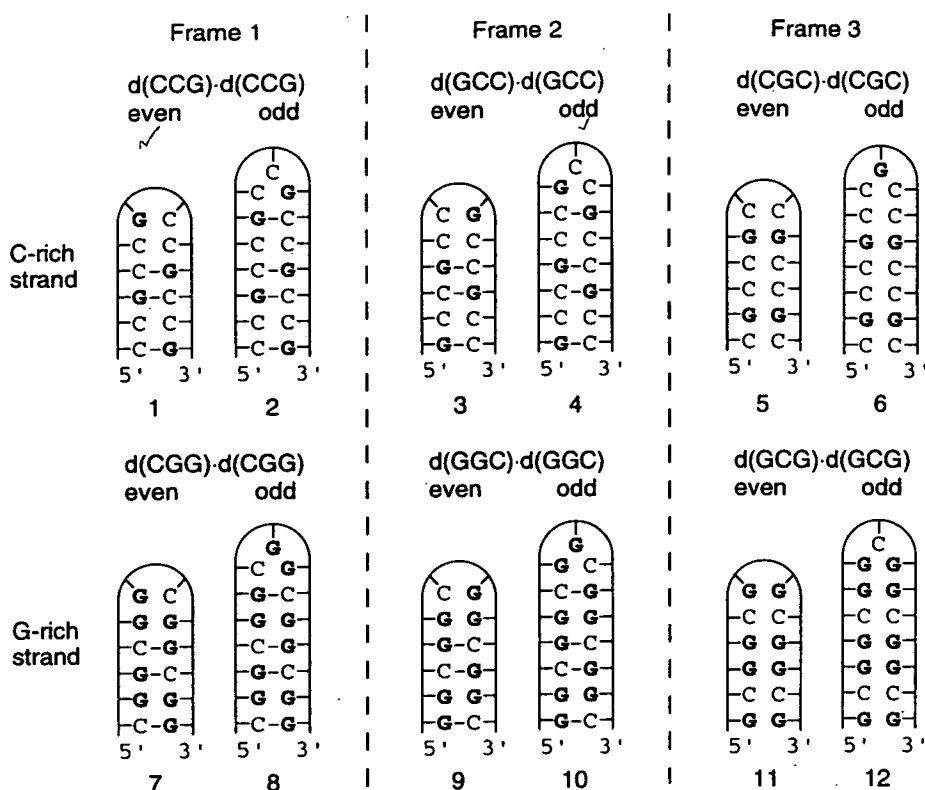 Frame 1 Frame 2 Frame 3
d(CCG)·d(CCG) d(GCC)·d(GCC) d(CGC)·d(CGC)
even odd even odd even odd
C C G
C G G C C C
G C G-C C G C-G C C C C
C C C C C C C C G G G G
C-rich strand
C-G C-G G-C G-C C C C C
G-C G-C C-G C-G C C C C
C C C C C C C C G G G G
C-G C-G G-C G-C C C C C
5' 3' 5' 3' 5' 3' 5' 3' 5' 3' 5' 3'
1 2 3 4 5 6
d(CGG)·d(CGG) d(GGC)·d(GGC) d(GCG)·d(GCG)
even odd even odd even odd
G G C
C G G C G G
G C G-C C G C-G G G G G
G G G G G G G G C C C C
G-rich strand
C-G C-G G-C G-C G G G G
G-C G-C C-G C-G G G G G
G G G G G G G G C C C C
C-G C-G G-C G-C G G G G
5' 3' 5' 3' 5' 3' 5' 3' 5' 3' 5' 3'
7 8 9 10 11 12